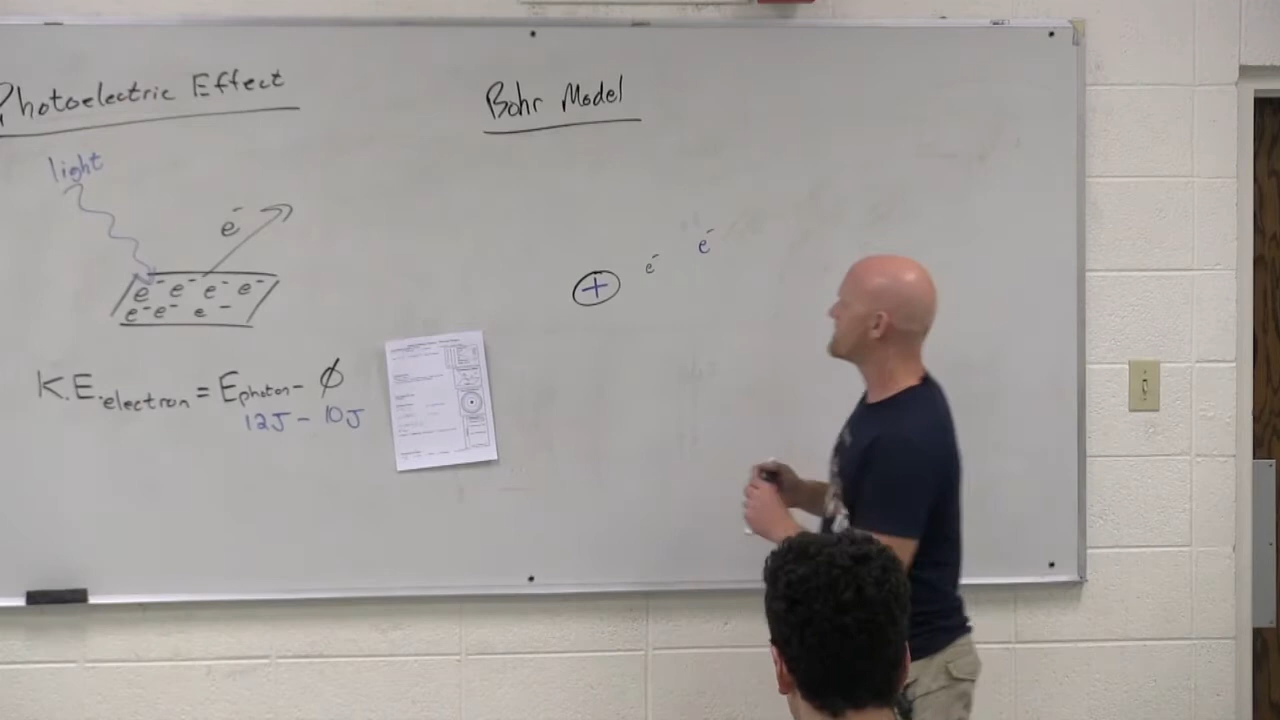 Photoelectric Effect
light
e⁻
e⁻ e⁻ e⁻ e⁻
e⁻ e⁻ e⁻
K.E.electron = Ephoton - ϕ
12J - 10J
Bohr Model
+ e⁻ e⁻